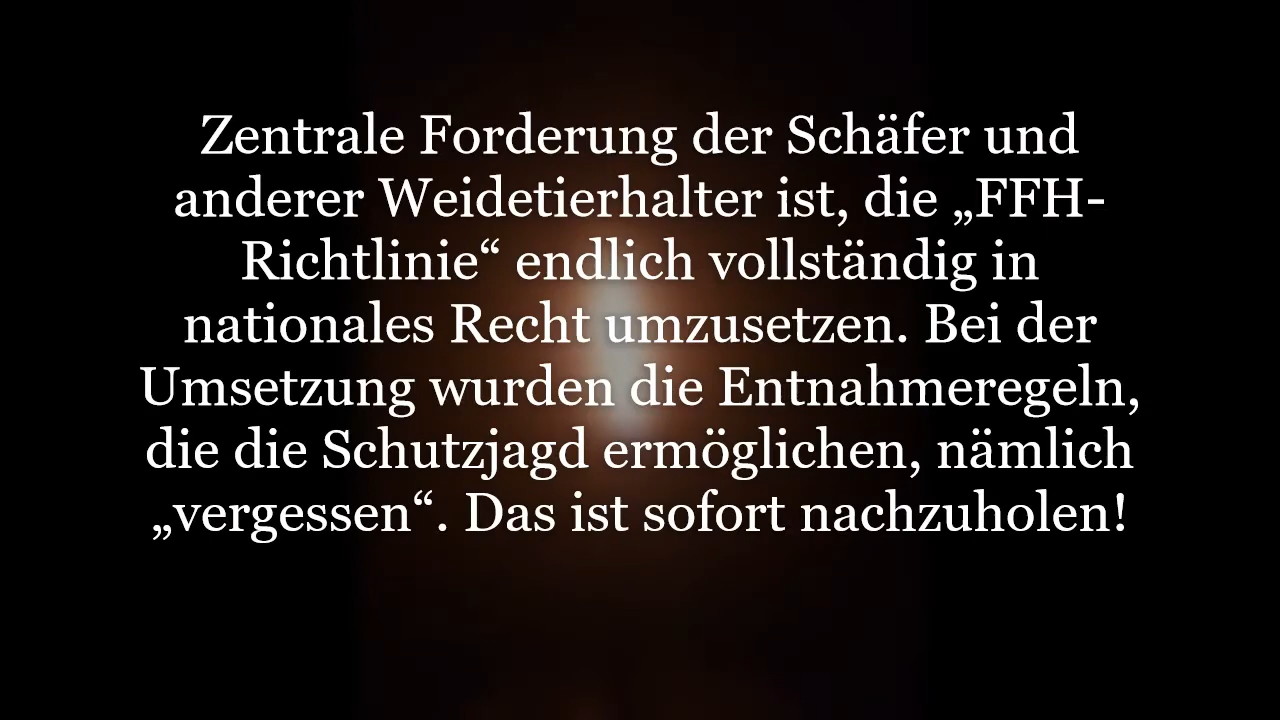 Zentrale Forderung der Schäfer und
anderer Weidetierhalter ist, die „FFH-
Richtlinie“ endlich vollständig in
nationales Recht umzusetzen. Bei der
Umsetzung wurden die Entnahmeregeln,
die die Schutzjagd ermöglichen, nämlich
„vergessen“. Das ist sofort nachzuholen!